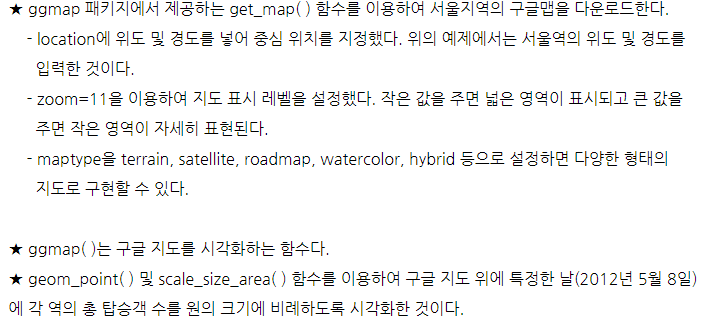 ★ ggmap 패키지에서 제공하는 get_map( ) 함수를 이용하여 서울지역의 구글맵을 다운로드한다.
- location에 위도 및 경도를 넣어 중심 위치를 지정했다. 위의 예제에서는 서울역의 위도 및 경도를
입력한 것이다.
- zoom=11을 이용하여 지도 표시 레벨을 설정했다. 작은 값을 주면 넓은 영역이 표시되고 큰 값을
주면 작은 영역이 자세히 표현된다.
- maptype을 terrain, satellite, roadmap, watercolor, hybrid 등으로 설정하면 다양한 형태의
지도로 구현할 수 있다.
★ ggmap( )는 구글 지도를 시각화하는 함수다.
★ geom_point( ) 및 scale_size_area( ) 함수를 이용하여 구글 지도 위에 특정한 날(2012년 5월 8일)
에 각 역의 총 탑승객 수를 원의 크기에 비례하도록 시각화한 것이다.